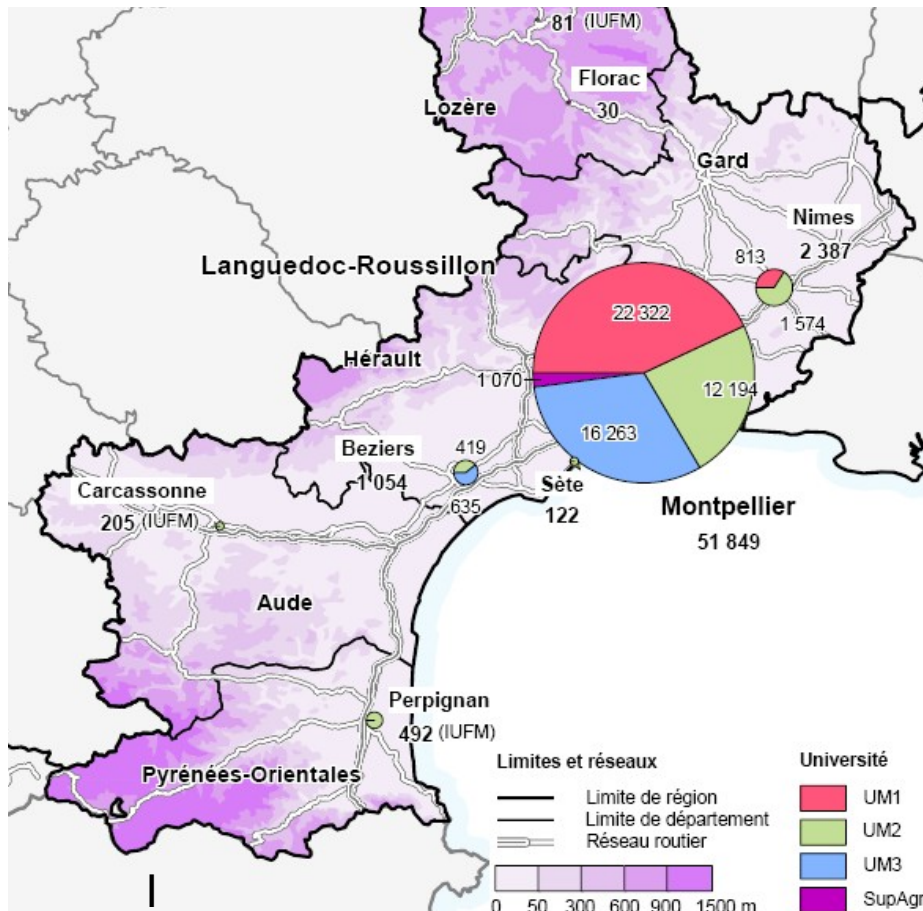 81 (IUFM)
Florac
30
Lozère
Gard
Nimes
2 387
813
1 574
Languedoc-Roussillon
22 322
12 194
1 070
16 263
Hérault
Beziers
419
1 054
635
Sète
122
Montpellier
51 849
Carcassonne
205 (IUFM)
Aude
Perpignan
492 (IUFM)
Pyrénées-Orientales
Limites et réseaux
Limite de région
Limite de département
Réseau routier
0 50 300 600 900 1500 m
Université
UM1
UM2
UM3
SupAgr